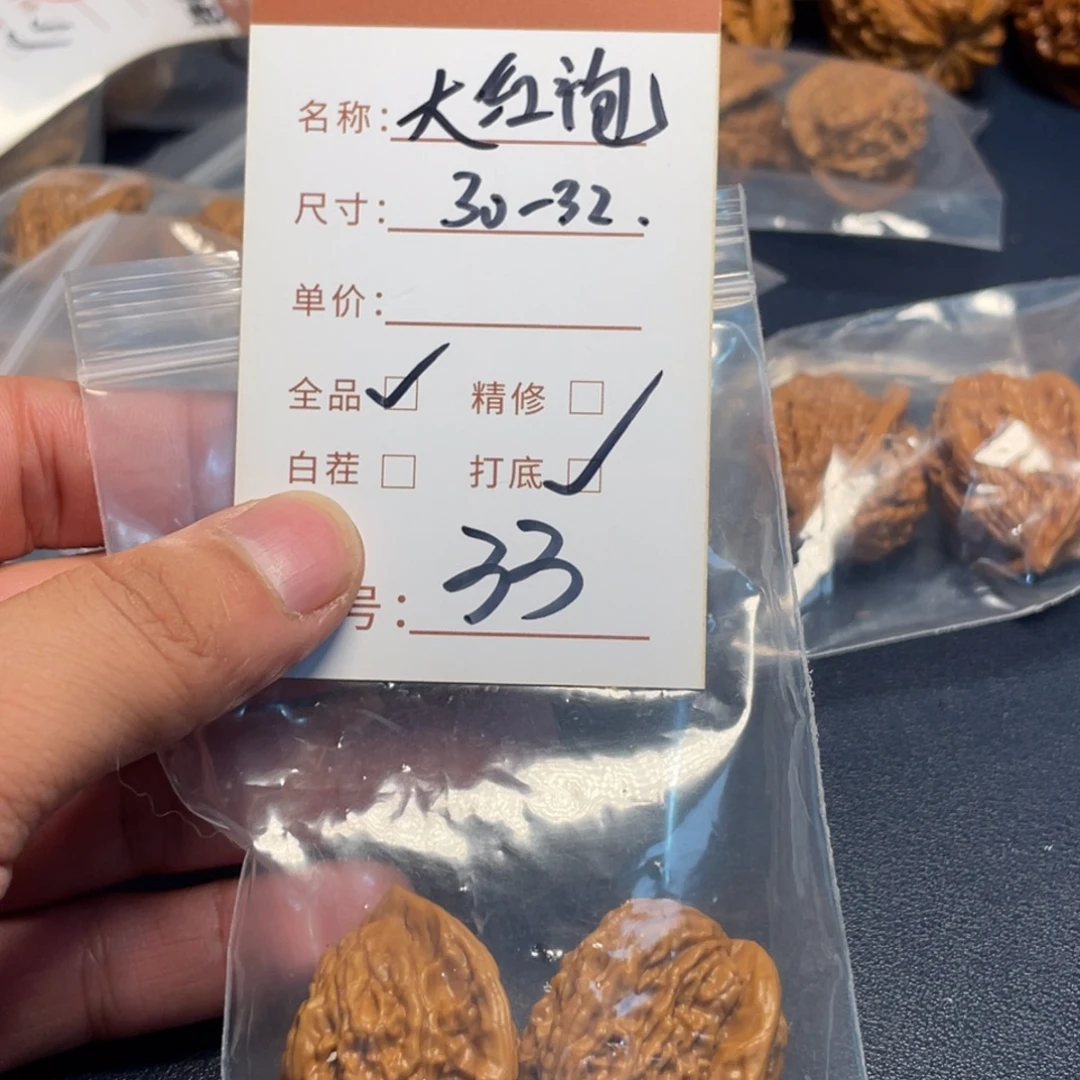 名称：大红袍
尺寸：30-32.
单价：
全品 ✓ 精修 □
白茬 □ 打底 ✓
号：33